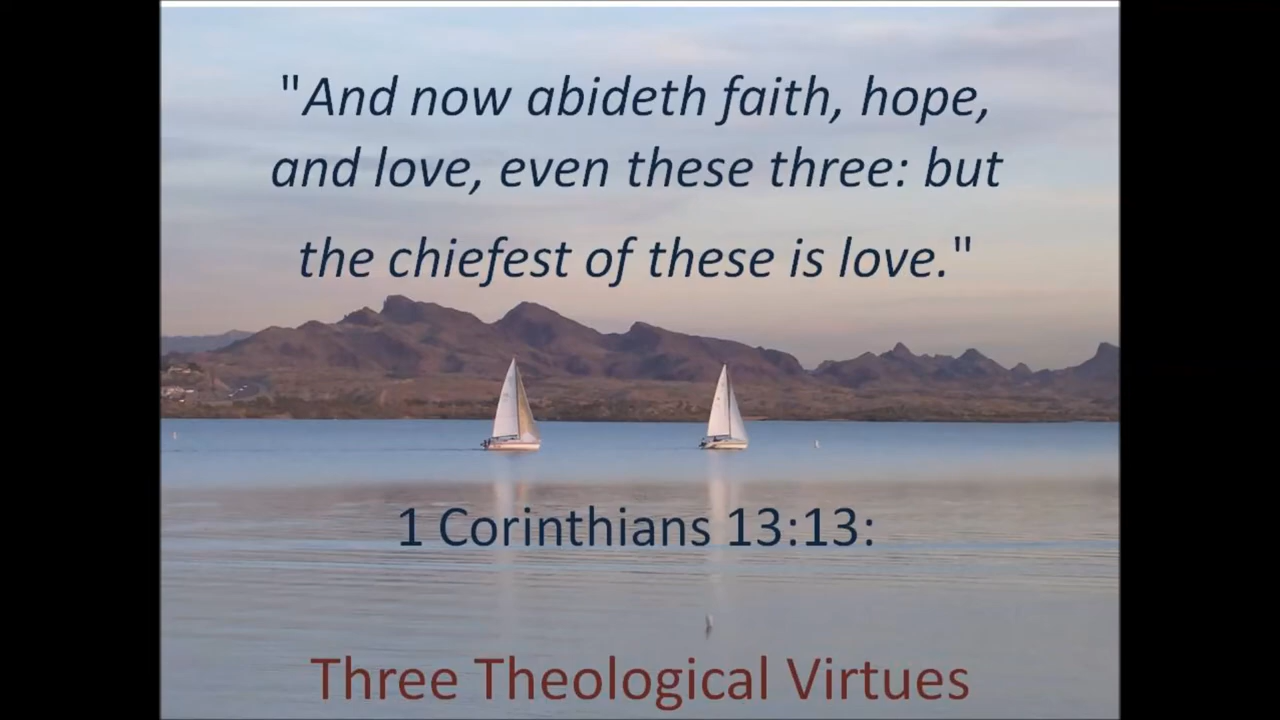 "And now abideth faith, hope,
and love, even these three: but
the chiefest of these is love."
1 Corinthians 13:13:
Three Theological Virtues